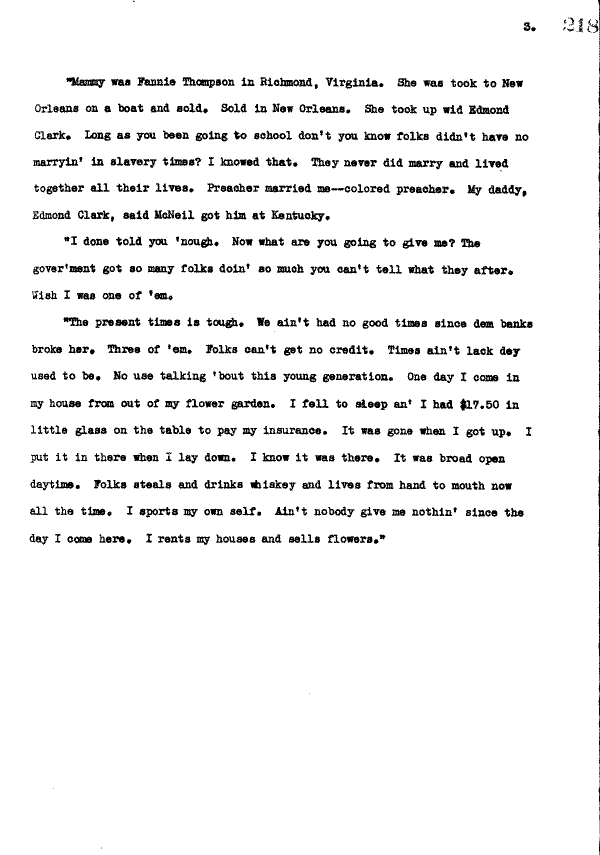 3. 218
"Mammy was Fannie Thompson in Richmond, Virginia. She was took to New
Orleans on a boat and sold. Sold in New Orleans. She took up wid Edmond
Clark. Long as you been going to school don't you know folks didn't have no
marryin' in slavery times? I knowed that. They never did marry and lived
together all their lives. Preacher married me--colored preacher. My daddy,
Edmond Clark, said McNeil got him at Kentucky.
"I done told you 'nough. Now what are you going to give me? The
gover'ment got so many folks doin' so much you can't tell what they after.
Wish I was one of 'em.
"The present times is tough. We ain't had no good times since dem banks
broke her. Three of 'em. Folks can't get no credit. Times ain't lack dey
used to be. No use talking 'bout this young generation. One day I come in
my house from out of my flower garden. I fell to sleep an' I had $17.50 in
little glass on the table to pay my insurance. It was gone when I got up. I
put it in there when I lay down. I know it was there. It was broad open
daytime. Folks steals and drinks whiskey and lives from hand to mouth now
all the time. I sports my own self. Ain't nobody give me nothin' since the
day I come here. I rents my houses and sells flowers."